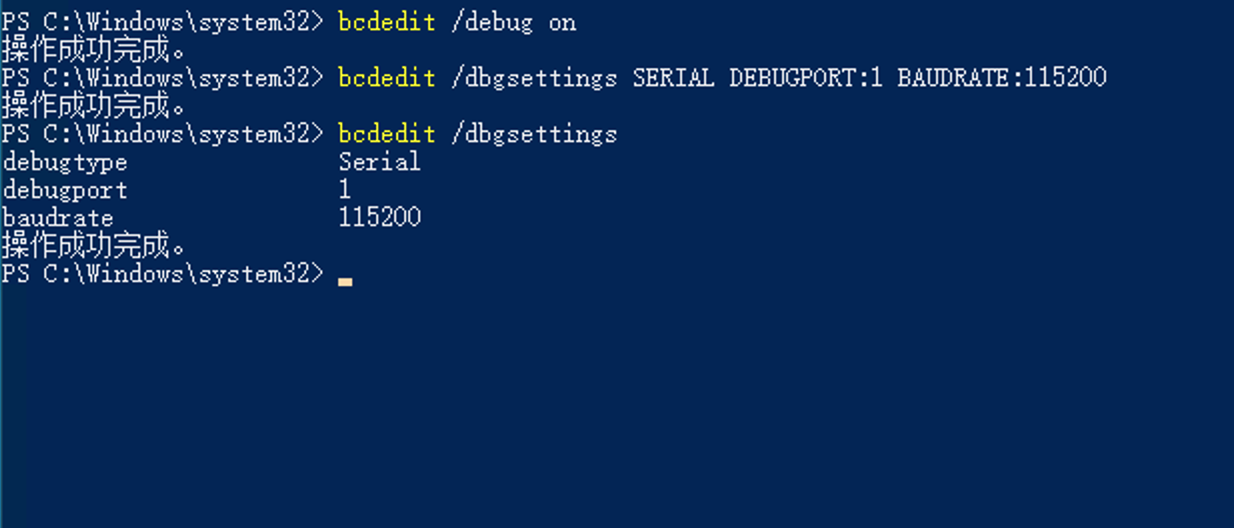 PS C:\Windows\system32> bcdedit /debug on
操作成功完成。
PS C:\Windows\system32> bcdedit /dbgsettings SERIAL DEBUGPORT:1 BAUDRATE:115200
操作成功完成。
PS C:\Windows\system32> bcdedit /dbgsettings
debugtype               Serial
debugport               1
baudrate                115200
操作成功完成。
PS C:\Windows\system32>